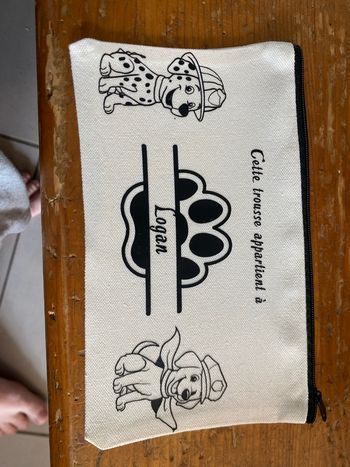 Cette trousse appartient à
Logan